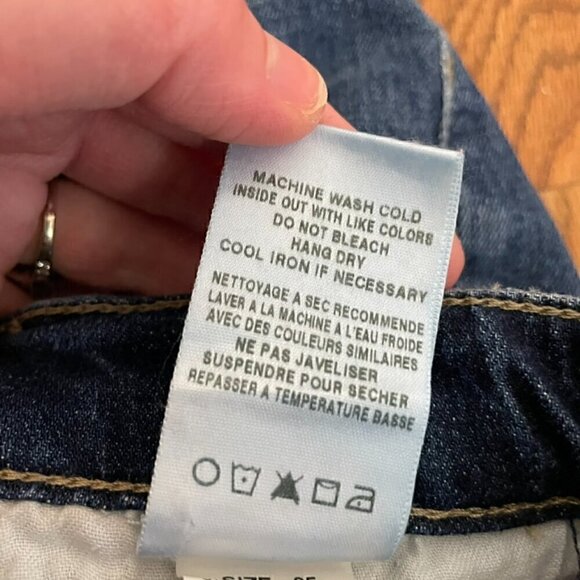 MACHINE WASH COLD
INSIDE OUT WITH LIKE COLORS
DO NOT BLEACH
HANG DRY
COOL IRON IF NECESSARY
NETTOYAGE A SEC RECOMMENDE
LAVER A LA MACHINE A L'EAU FROIDE
AVEC DES COULEURS SIMILAIRES
NE PAS JAVELISER
SUSPENDRE POUR SECHER
REPASSER A TEMPERATURE BASSE
SIZE